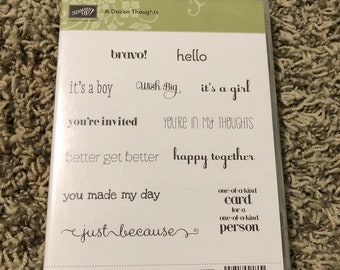 STAMPIN' UP!
A Dozen Thoughts
bravo!
hello
it's a boy
Wish Big
it's a girl
you're invited
YOU'RE IN MY THOUGHTS
better get better
happy together
you made my day
one-of-a-kind
card
for a
one-of-a-kind
person
just because